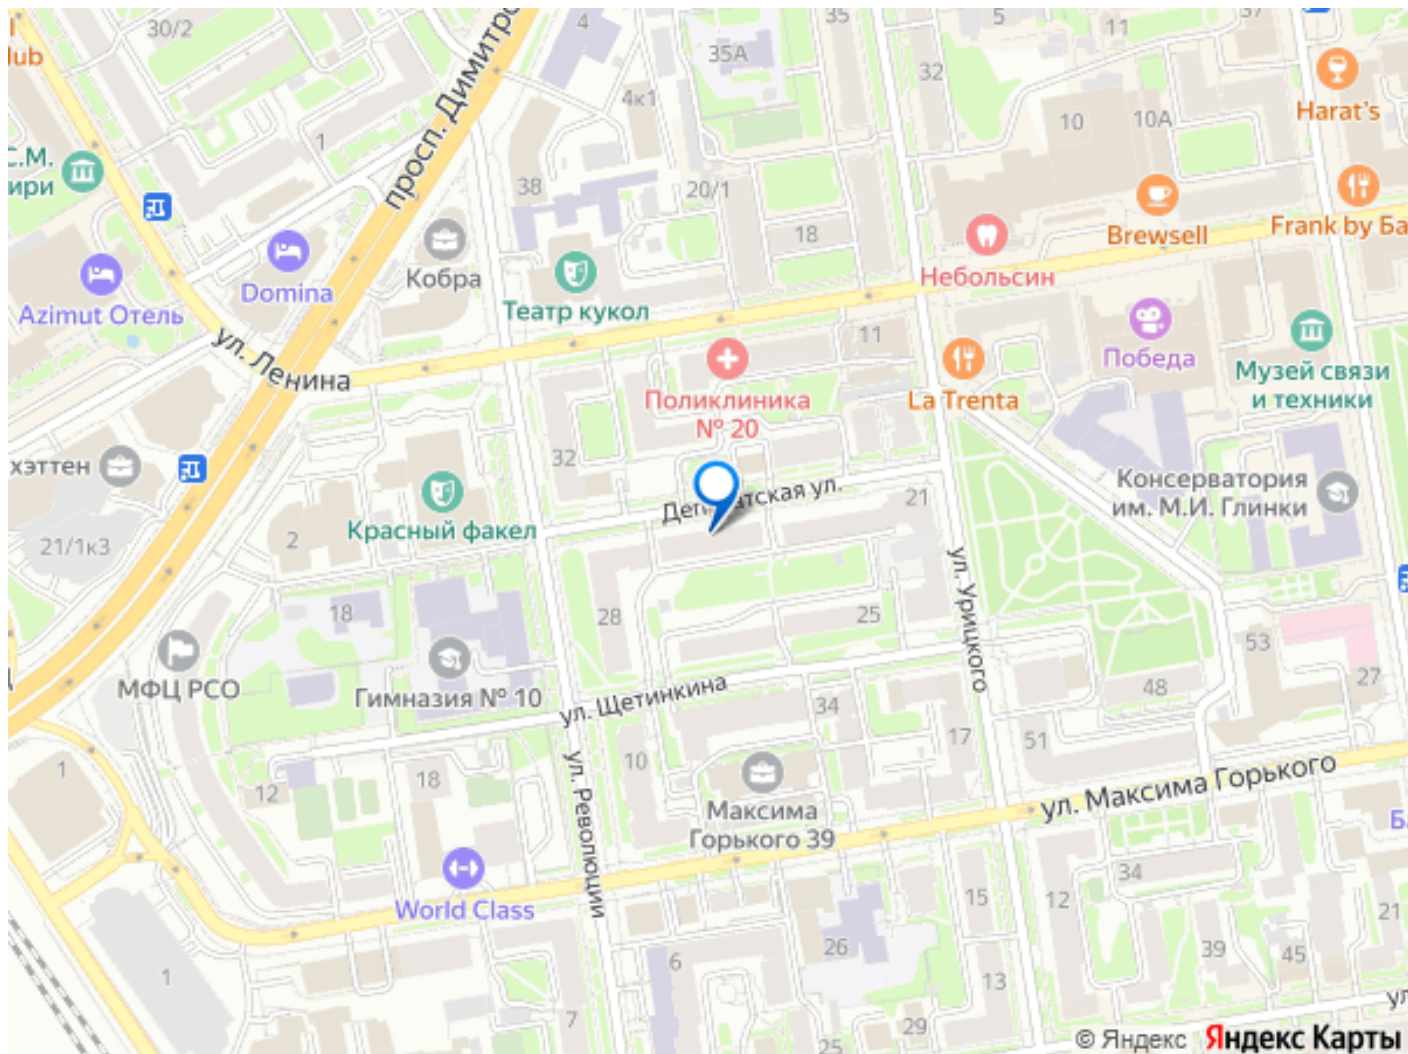 30/2
4
35
5
11
37
35А
32
4к1
1
10
10А
Harat's
просп. Димитро
С.М.
ири
38
20/1
18
Brewsell
Frank by Ба
Кобра
Небольсин
Domina
Azimut Отель
Театр кукол
11
ул. Ленина
Победа
Музей связи
и техники
Поликлиника
№ 20
La Trenta
хэттен
32
Красный факел
Депутатская ул.
21
Консерватория
им. М.И. Глинки
21/1к3
2
18
28
25
ул. Урицкого
53
МФЦ РСО
Гимназия № 10
ул. Щетинкина
34
48
27
17
51
1
12
18
10
ул. Революции
Максима
Горького 39
ул. Максима Горького
World Class
15
12
34
21
1
6
26
39
45
13
7
29
25
© Яндекс Яндекс Карты